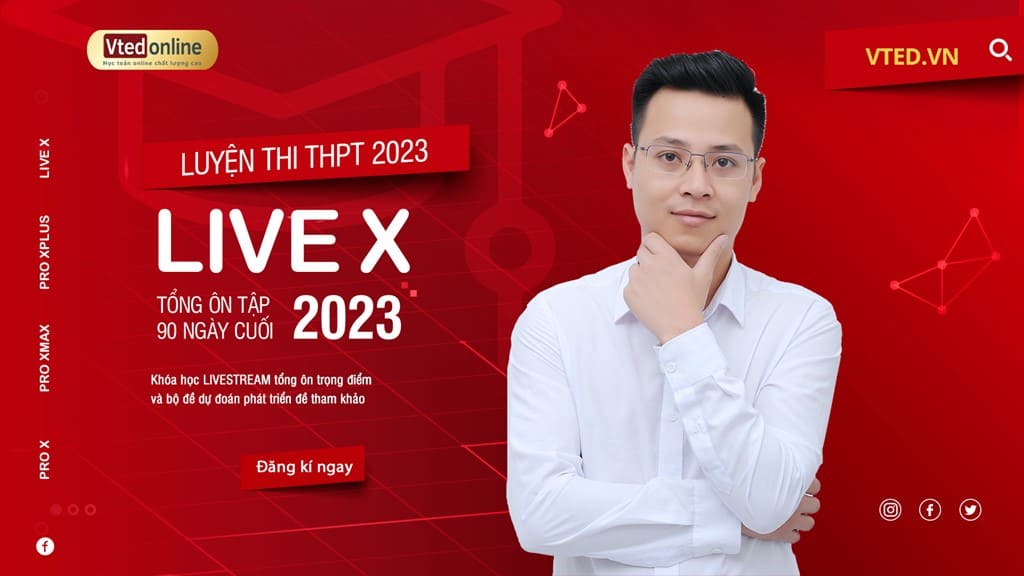 Vted online
Học toán online chất lượng cao
VTED.VN
LUYỆN THI THPT 2023
LIVE X
TỔNG ÔN TẬP
90 NGÀY CUỐI
2023
Khóa học LIVESTREAM tổng ôn trọng điểm
và bộ đề dự đoán phát triển đề tham khảo
Đăng kí ngay
LIVE X
PRO XPLUS
PRO XMAX
PRO X